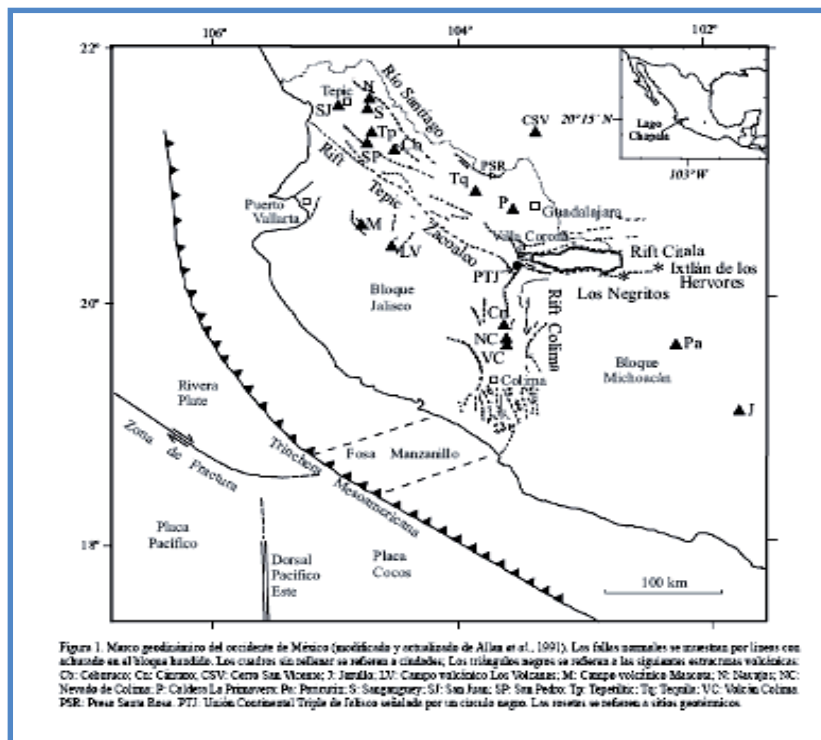 106° 104° 102°
22°
Tepic
N
SJ
S
Río Santiago
Tp
SP
Cb
CSV
20° 15' N
Lago
Chapala
103°W
PSR
Tq
P
Guadalajara
Rift
Tepic
Zacoalco
Puerto
Vallarta
M
LV
Villa Corona
Rift Citala
Ixtlán de los
Hervores
PTJ
Los Negritos
Bloque
Jalisco
20°
Cn
NC
VC
Rift Colima
Pa
Bloque
Michoacán
Colima
J
Rivera
Plate
Zona de Fractura
Trinchera Mesoamericana
Fosa Manzanillo
Placa
Pacífico
18°
Dorsal
Pacífico
Este
Placa
Cocos
100 km
Figura 1. Marco geodinámico del occidente de México (modificado y actualizado de Allan et al., 1991). Las fallas normales se muestran por líneas con
achurado en el bloque hundido. Los cuadros sin rellenar se refieren a ciudades; Los triángulos negros se refieren a las siguientes estructuras volcánicas:
Cb: Ceboruco; Cn: Cántaro; CSV: Cerro San Vicente; J: Jorullo; LV: Campo volcánico Los Volcanes; M: Campo volcánico Mascota; N: Navajas; NC:
Nevado de Colima; P: Caldera La Primavera; Pa: Paricutín; S: Sanganguey; SJ: San Juan; SP: San Pedro; Tp: Tepetiltic; Tq: Tequila; VC: Volcán Colima.
PSR: Presa Santa Rosa. PTJ: Unión Continental Triple de Jalisco señalada por un círculo negro. Las rosetas se refieren a sitios geotérmicos.